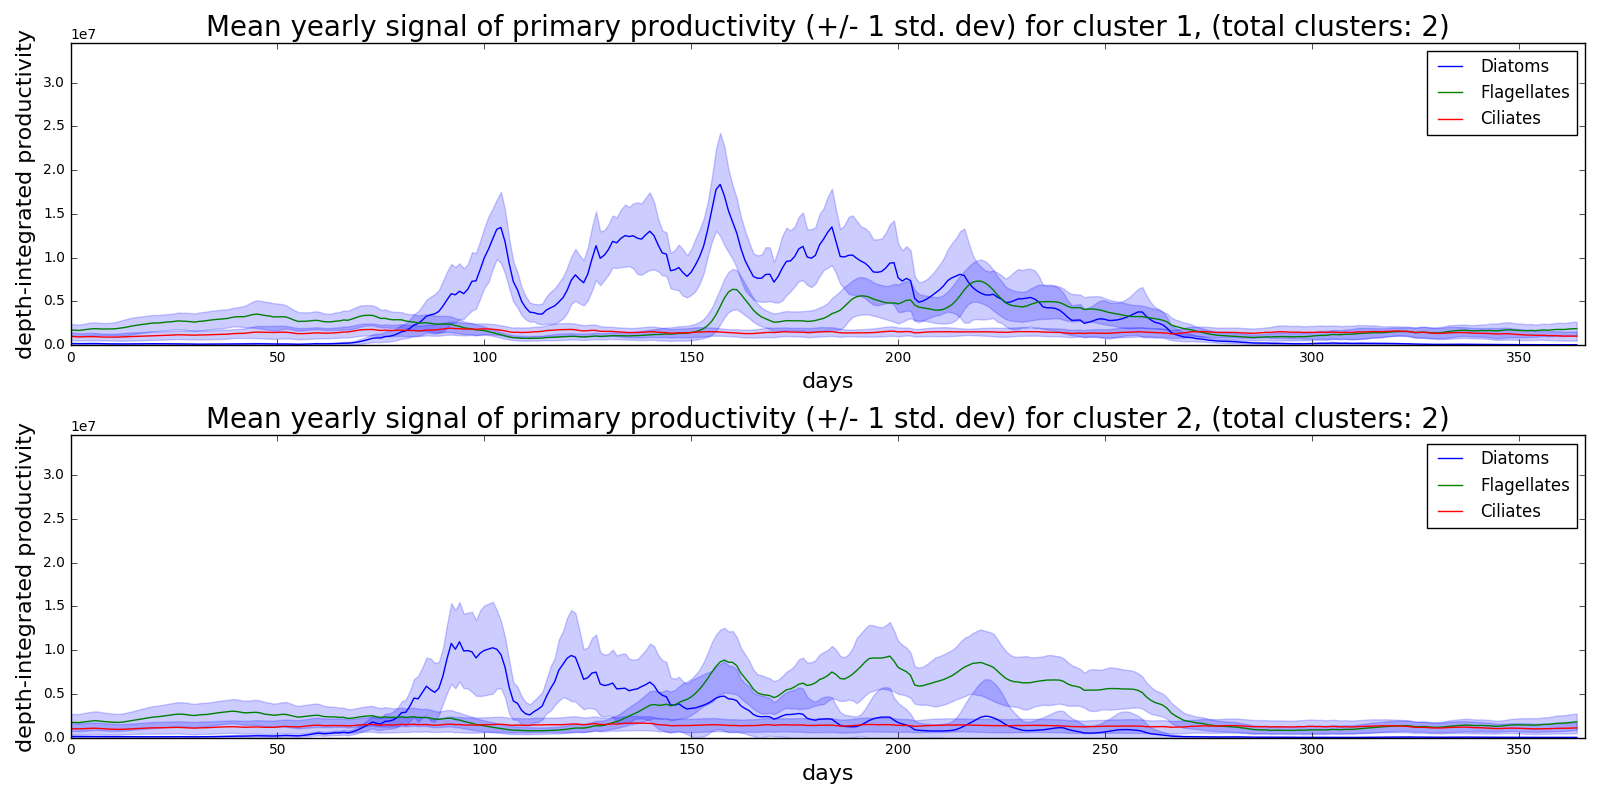 Mean yearly signal of primary productivity (+/- 1 std. dev) for cluster 1, (total clusters: 2)
1e7
depth-integrated productivity
3.0
2.5
2.0
1.5
1.0
0.5
0.0
Diatoms
Flagellates
Ciliates
0 50 100 150 200 250 300 350
days
Mean yearly signal of primary productivity (+/- 1 std. dev) for cluster 2, (total clusters: 2)
1e7
depth-integrated productivity
3.0
2.5
2.0
1.5
1.0
0.5
0.0
Diatoms
Flagellates
Ciliates
0 50 100 150 200 250 300 350
days